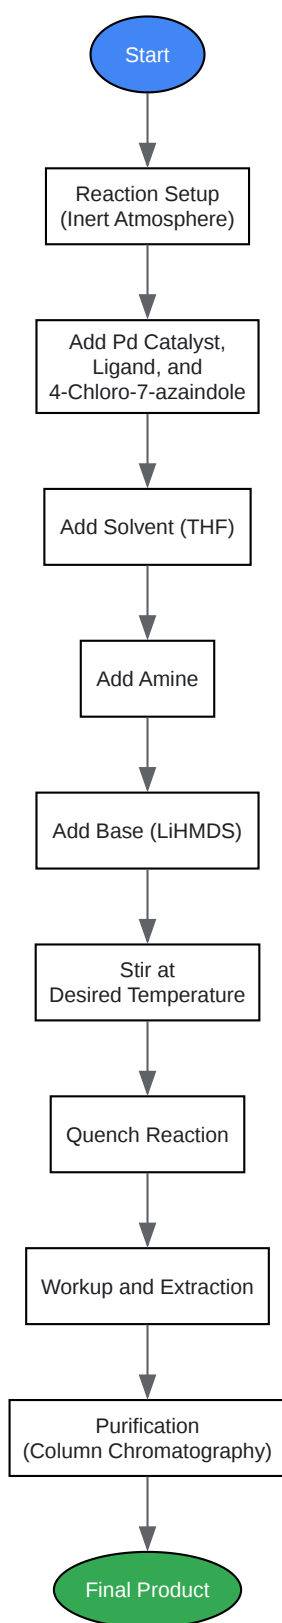 Start
Reaction Setup
(Inert Atmosphere)
Add Pd Catalyst,
Ligand, and
4-Chloro-7-azaindole
Add Solvent (THF)
Add Amine
Add Base (LiHMDS)
Stir at
Desired Temperature
Quench Reaction
Workup and Extraction
Purification
(Column Chromatography)
Final Product